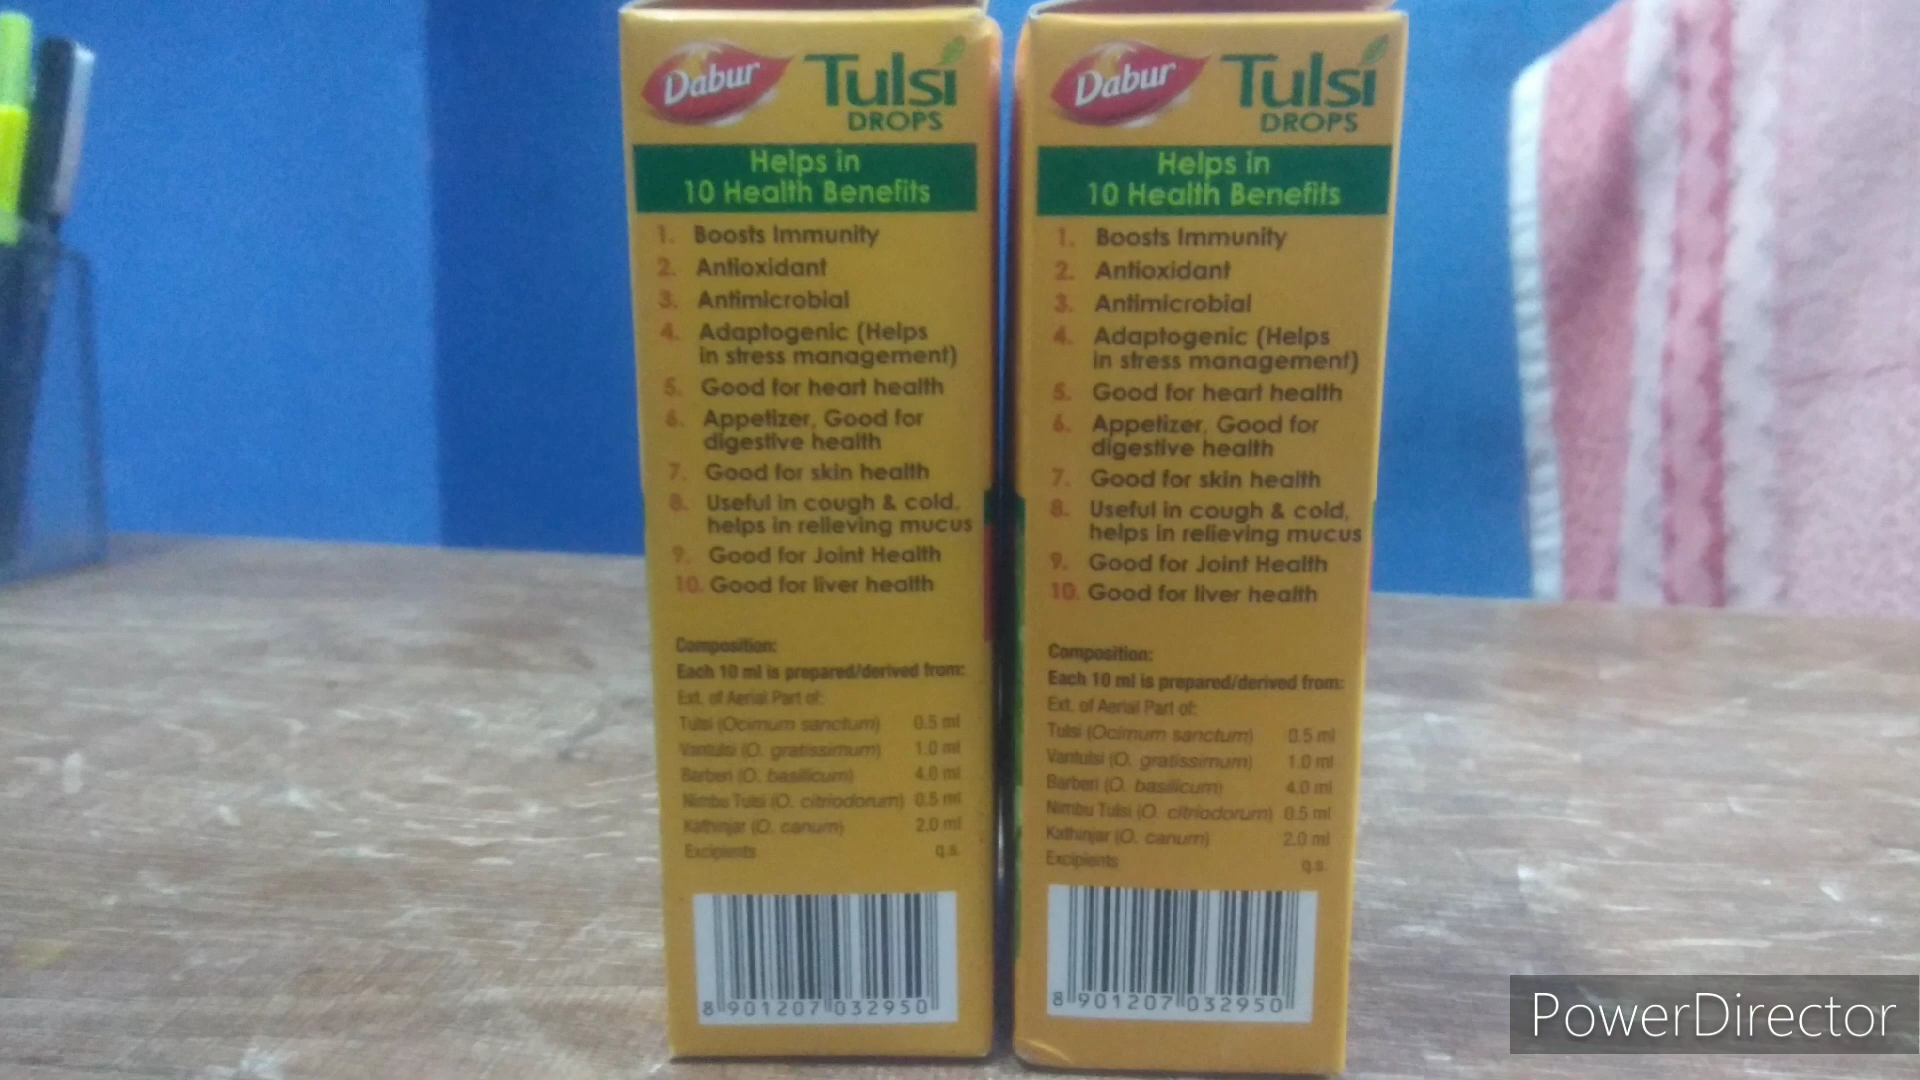 Dabur Tulsi
DROPS
Helps in
10 Health Benefits
1. Boosts Immunity
2. Antioxidant
3. Antimicrobial
4. Adaptogenic (Helps
in stress management)
5. Good for heart health
6. Appetizer, Good for
digestive health
7. Good for skin health
8. Useful in cough & cold,
helps in relieving mucus
9. Good for Joint Health
10. Good for liver health
Composition:
Each 10 ml is prepared/derived from:
Ext. of Aerial Part of:
Tulsi (Ocimum sanctum) 0.5 ml
Vantulsi (O. gratissimum) 1.0 ml
Barberi (O. basilicum) 4.0 ml
Nimbu Tulsi (O. citriodorum) 0.5 ml
Kathinjar (O. canum) 2.0 ml
Excipients q.s.
8 901207 032950
Dabur Tulsi
DROPS
Helps in
10 Health Benefits
1. Boosts Immunity
2. Antioxidant
3. Antimicrobial
4. Adaptogenic (Helps
in stress management)
5. Good for heart health
6. Appetizer, Good for
digestive health
7. Good for skin health
8. Useful in cough & cold,
helps in relieving mucus
9. Good for Joint Health
10. Good for liver health
Composition:
Each 10 ml is prepared/derived from:
Ext. of Aerial Part of:
Tulsi (Ocimum sanctum) 0.5 ml
Vantulsi (O. gratissimum) 1.0 ml
Barberi (O. basilicum) 4.0 ml
Nimbu Tulsi (O. citriodorum) 0.5 ml
Kathinjar (O. canum) 2.0 ml
Excipients q.s.
8 901207 032950
PowerDirector